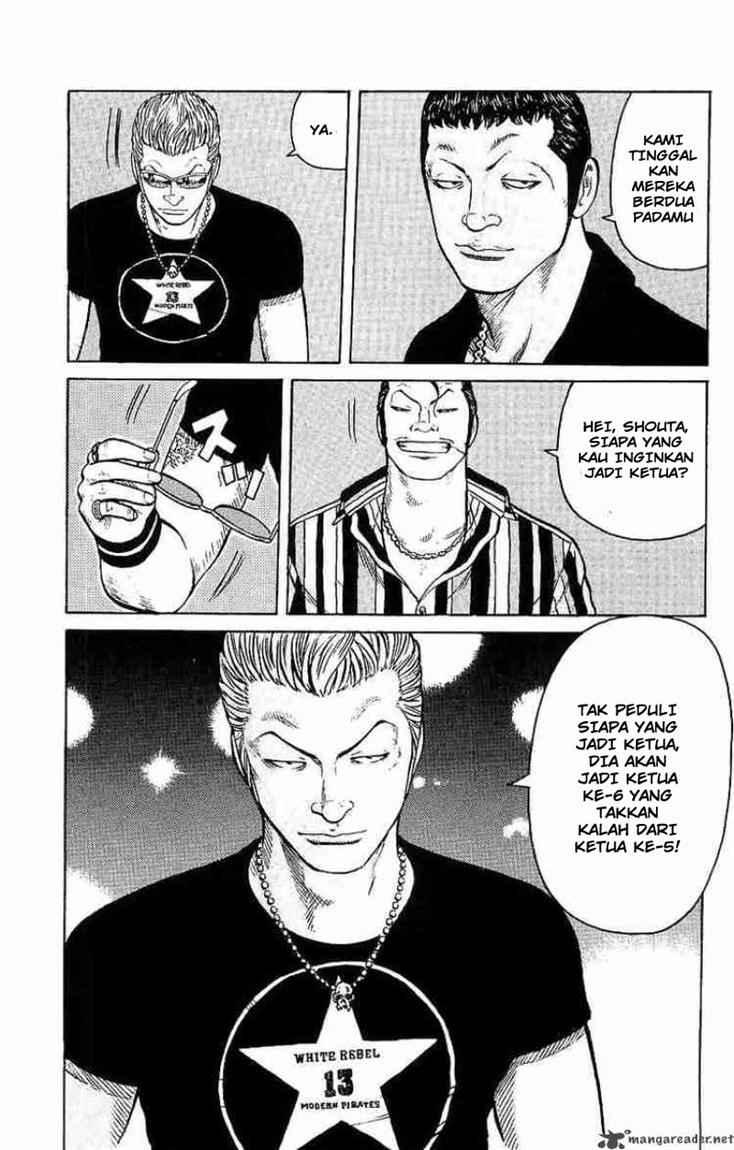 YA.
WHITE REBEL
13
MODERN PIRATES
KAMI
TINGGAL
KAN
MEREKA
BERDUA
PADAMU
ス
HEI, SHOUTA,
SIAPA YANG
KAU INGINKAN
JADI KETUA?
TAK PEDULI
SIAPA YANG
JADI KETUA,
DIA AKAN
JADI KETUA
KE-6 YANG
TAKKAN
KALAH DARI
KETUA KE-5!
WHITE REBEL
13
MODERN PIRATES
mangareader.net